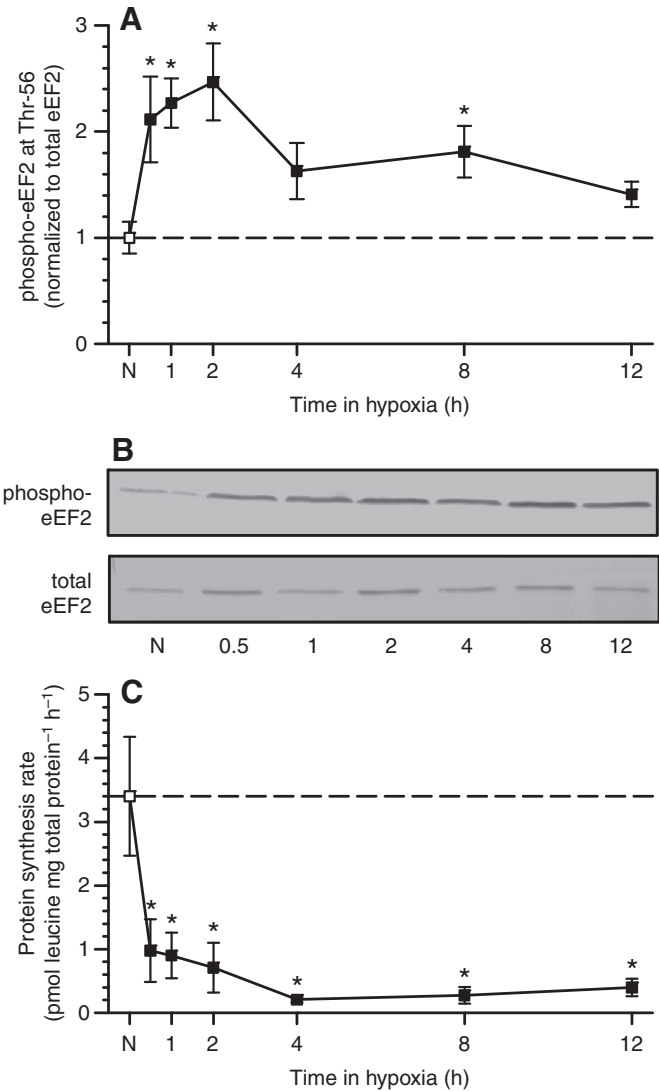 A
phospho-eEF2 at Thr-56
(normalized to total eEF2)
3
2
1
0
* * * *
N 1 2 4 8 12
Time in hypoxia (h)
B
phospho-
eEF2
total
eEF2
N 0.5 1 2 4 8 12
C
Protein synthesis rate
(pmol leucine mg total protein⁻¹ h⁻¹)
5
4
3
2
1
0
* * * * * *
N 1 2 4 8 12
Time in hypoxia (h)